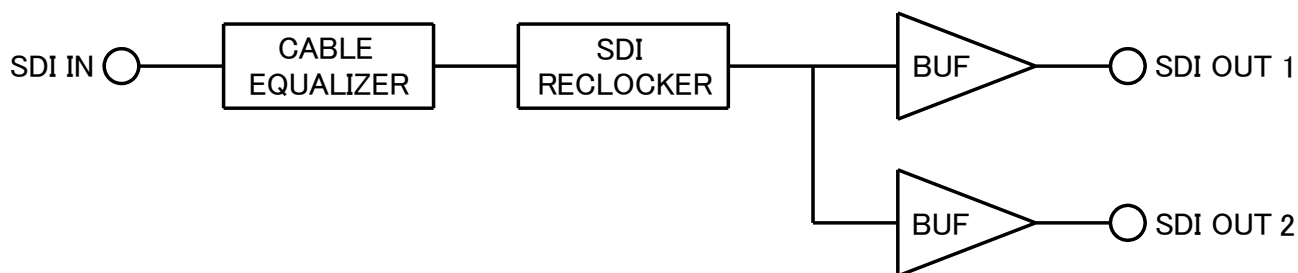 SDI IN
CABLE
EQUALIZER
SDI
RECLOCKER
BUF
SDI OUT 1
BUF
SDI OUT 2